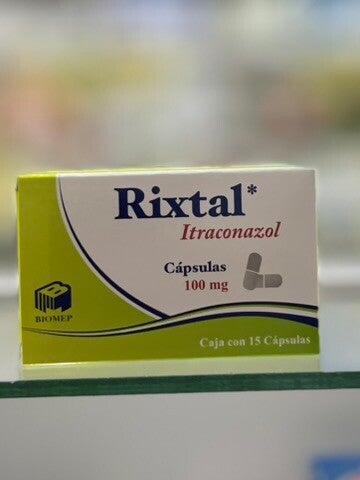 Rixtal*
Itraconazol
Cápsulas
100 mg
BIOMEP
Caja con 15 Cápsulas